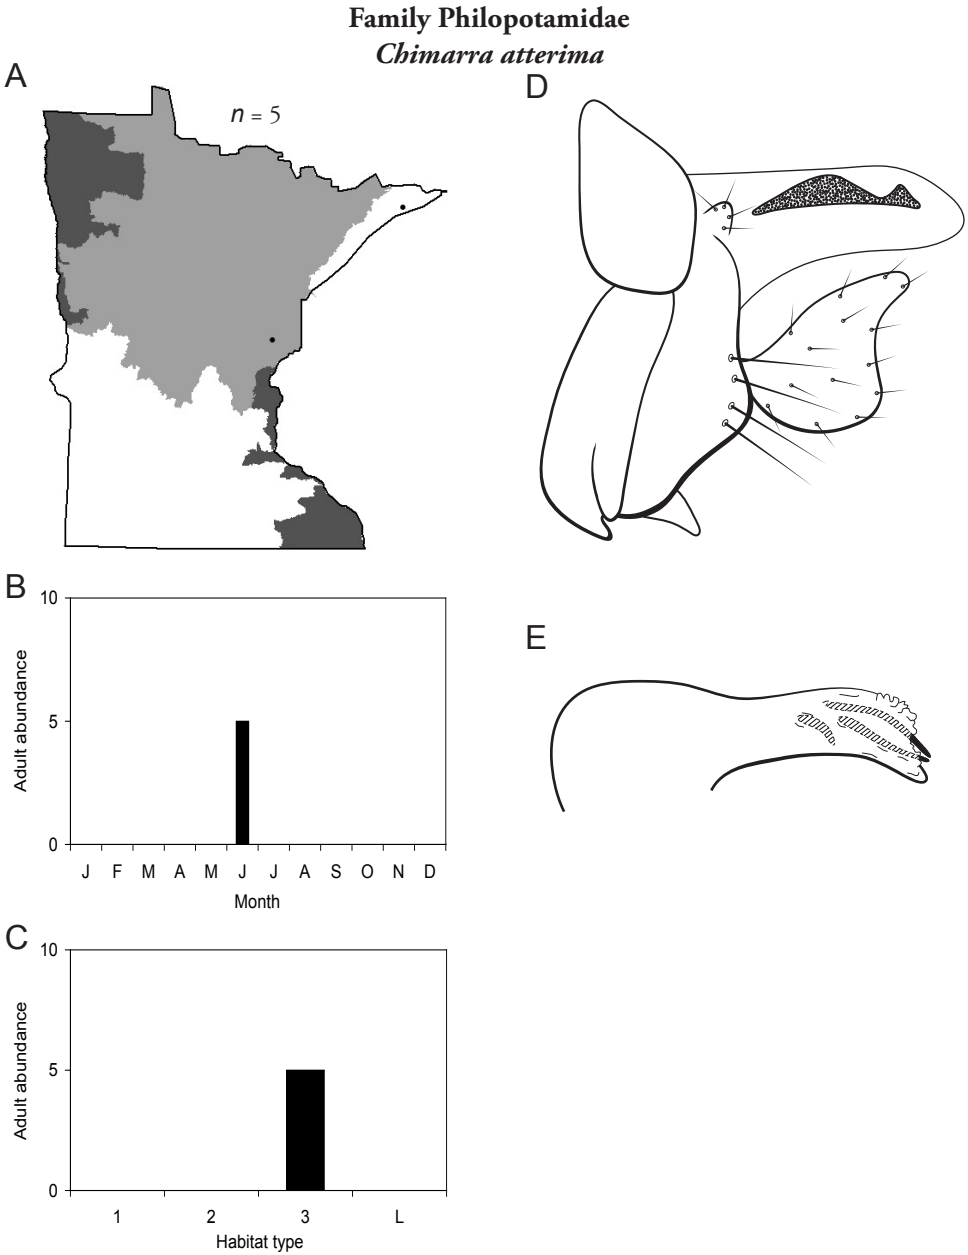 Family Philopotamidae
Chimarra atterima
A
n = 5
D
B
10
5
0
Adult abundance
J F M A M J J A S O N D
Month
E
C
10
5
0
Adult abundance
1 2 3 L
Habitat type